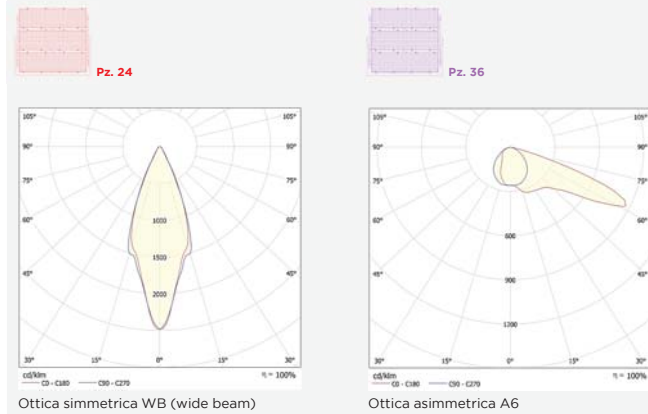 Pz. 24
Pz. 36
105° 105°
90° 90°
75° 75°
60° 60°
45° 45°
1000
1500
2000
30° 15° 0° 15° 30°
cd/klm
C0 - C180 C90 - C270
η = 100%
Ottica simmetrica WB (wide beam)
105° 105°
90° 90°
75° 75°
60° 60°
45° 45°
600
900
1200
30° 15° 0° 15° 30°
cd/klm
C0 - C180 C90 - C270
η = 100%
Ottica asimmetrica A6